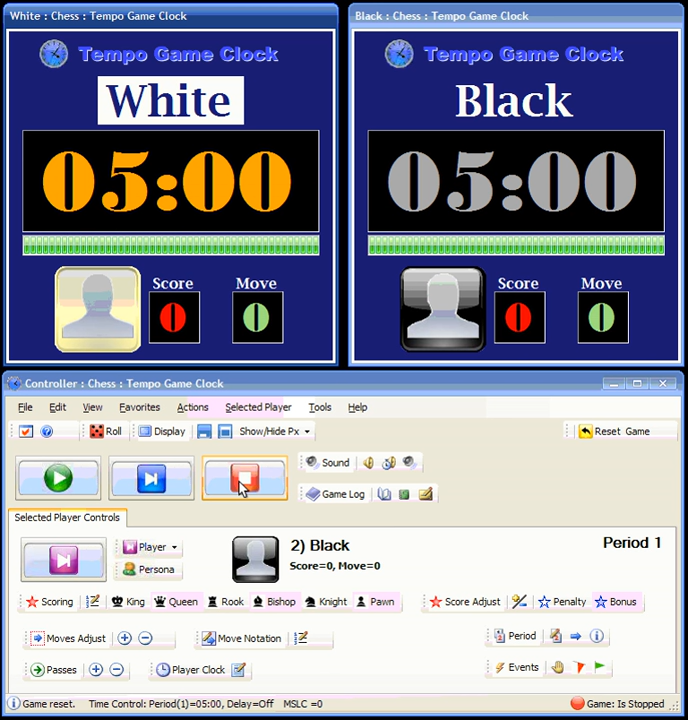 White : Chess : Tempo Game Clock
Tempo Game Clock
White
05:00
Score Move
0 0
Black : Chess : Tempo Game Clock
Tempo Game Clock
Black
05:00
Score Move
0 0
Controller : Chess : Tempo Game Clock
File Edit View Favorites Actions Selected Player Tools Help
Roll Display Show/Hide Px Reset Game
Sound
Game Log
Selected Player Controls
Player 2) Black Period 1
Persona Score=0, Move=0
Scoring King Queen Rook Bishop Knight Pawn Score Adjust Penalty Bonus
Moves Adjust Move Notation Period
Passes Player Clock Events
Game reset. Time Control: Period(1)=05:00, Delay=Off MSLC =0 Game: Is Stopped